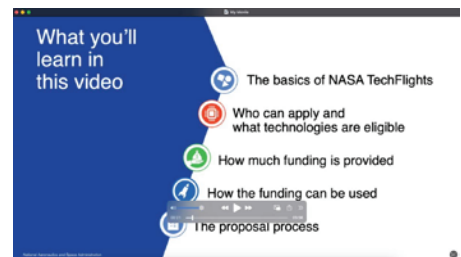 What you'll
learn in
this video
The basics of NASA TechFlights
Who can apply and
what technologies are eligible
How much funding is provided
How the funding can be used
The proposal process
National Aeronautics and Space Administration